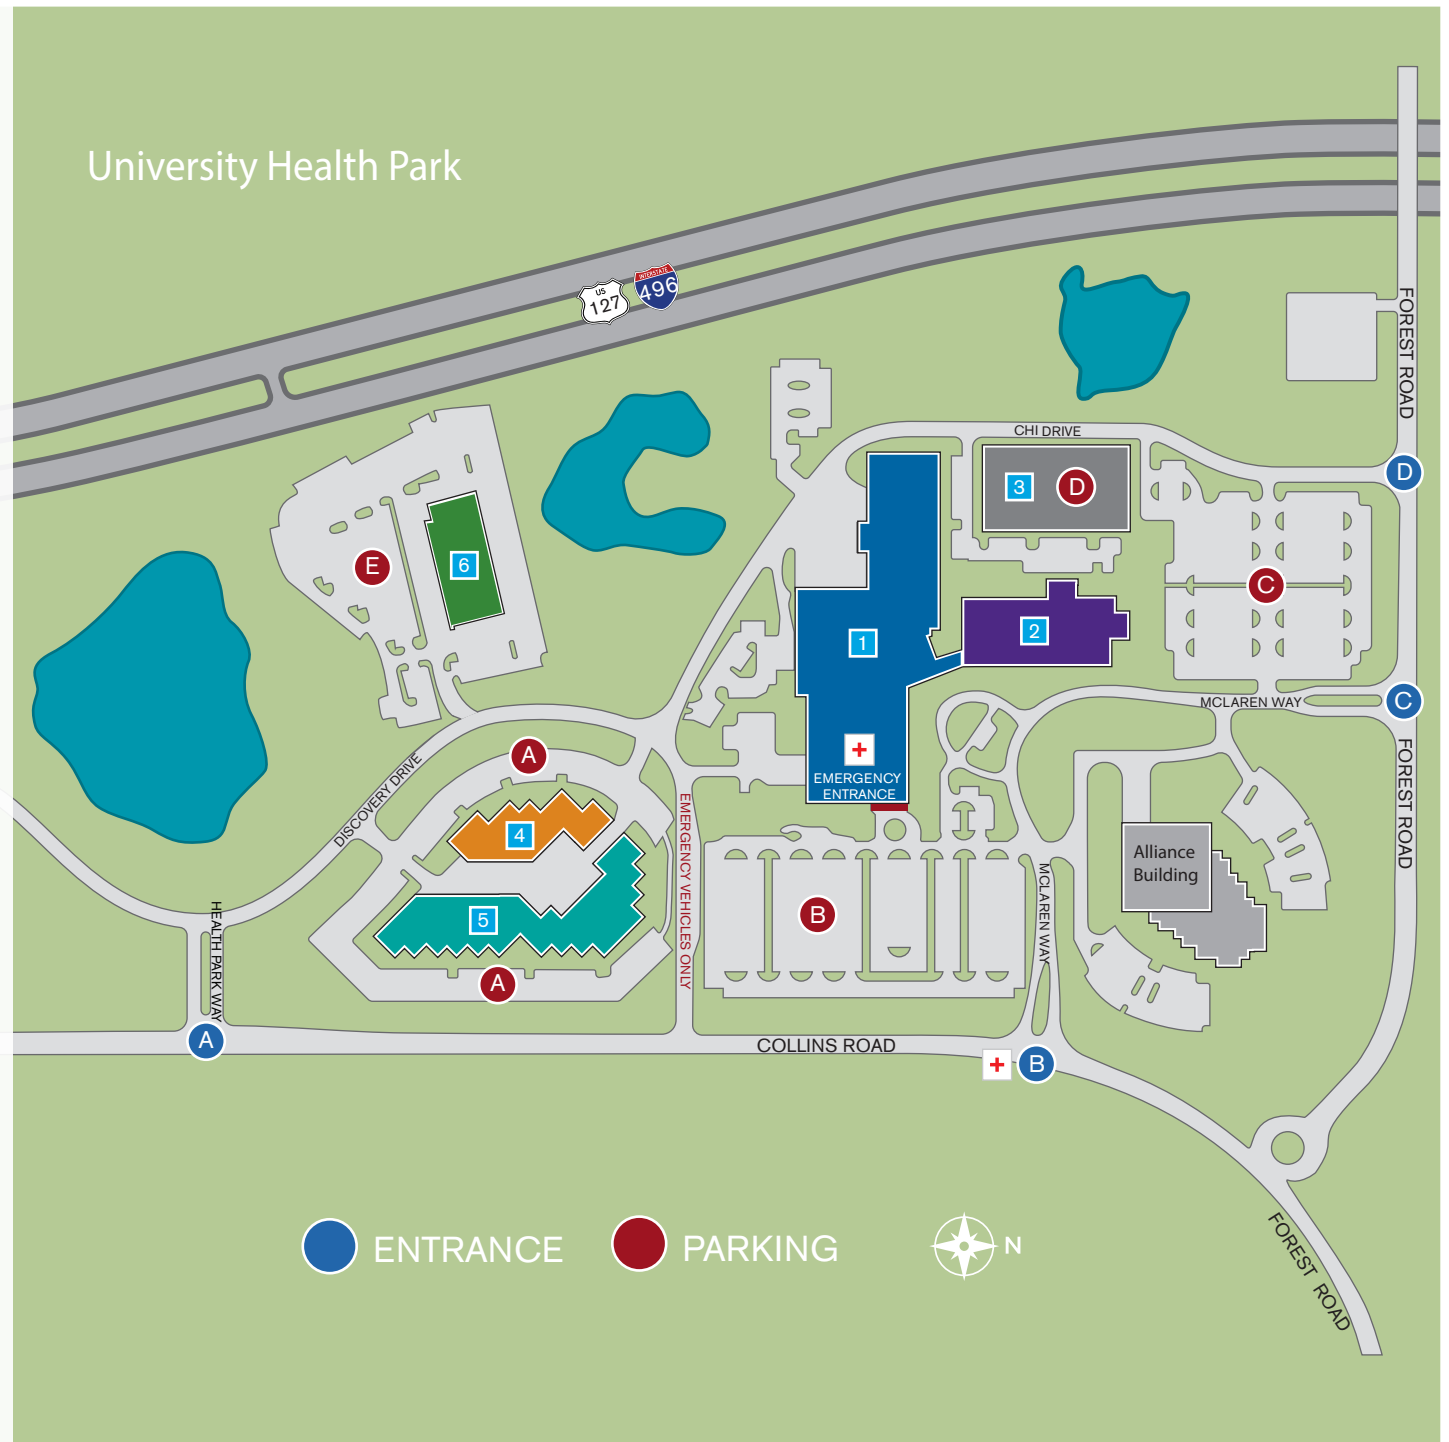 University Health Park
INTERSTATE
496
US
127
FOREST ROAD
CHI DRIVE
D
3
D
E
6
C
1
2
MCLAREN WAY
C
A
EMERGENCY
ENTRANCE
DISCOVERY DRIVE
4
EMERGENCY VEHICLES ONLY
FOREST ROAD
Alliance
Building
5
B
MCLAREN WAY
HEALTH PARK WAY
A
A
COLLINS ROAD
B
FOREST ROAD
ENTRANCE
PARKING
N